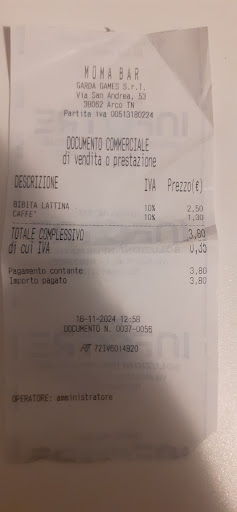 MOMA BAR
GARDA GAMES S.r.l.
Via San Andrea, 53
38062 Arco TN
Partita iva 00513180224
DOCUMENTO COMMERCIALE
di vendita o prestazione
DESCRIZIONE IVA Prezzo(€)
BIBITA LATTINA 10% 2,50
CAFFE' 10% 1,30
TOTALE COMPLESSIVO 3,80
di cui IVA 0,35
Pagamento contante 3,80
Importo pagato 3,80
16-11-2024 12:58
DOCUMENTO N. 0037-0056
RT 72IV6014920
OPERATORE: amministratore